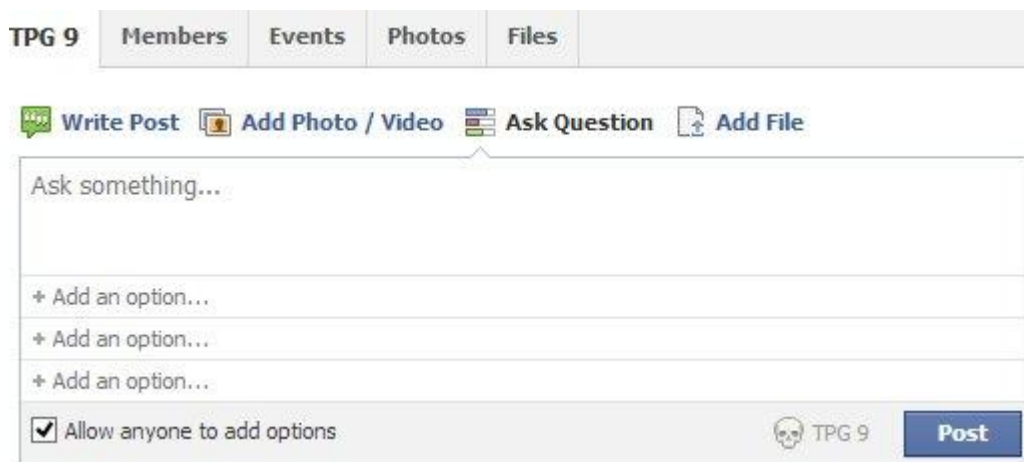 TPG 9 Members Events Photos Files
Write Post Add Photo / Video Ask Question Add File
Ask something...
+ Add an option...
+ Add an option...
+ Add an option...
Allow anyone to add options TPG 9 Post